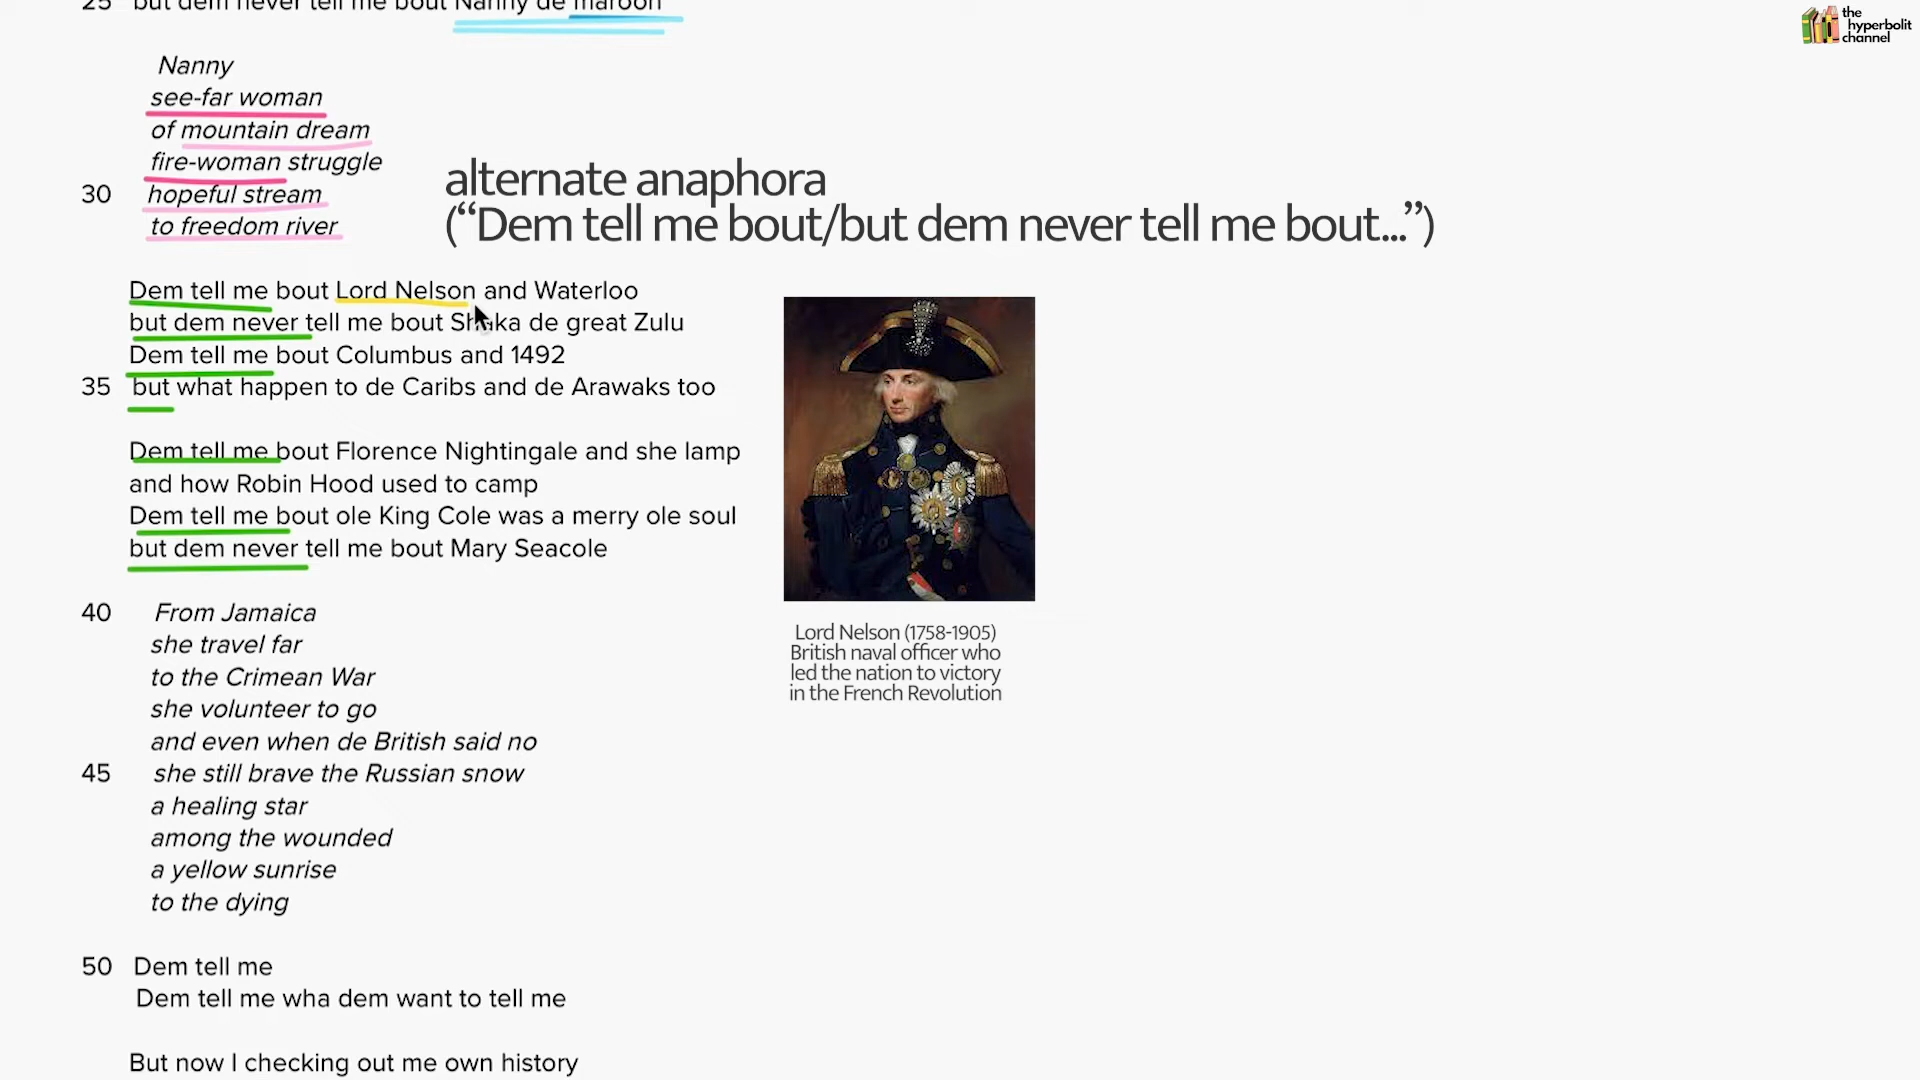 25 but dem never tell me bout Nanny de maroon
the
hyperbolit
channel
Nanny
see-far woman
of mountain dream
fire-woman struggle
30 hopeful stream
to freedom river
alternate anaphora
(“Dem tell me bout/but dem never tell me bout...”)
Dem tell me bout Lord Nelson and Waterloo
but dem never tell me bout Shaka de great Zulu
Dem tell me bout Columbus and 1492
35 but what happen to de Caribs and de Arawaks too
Dem tell me bout Florence Nightingale and she lamp
and how Robin Hood used to camp
Dem tell me bout ole King Cole was a merry ole soul
but dem never tell me bout Mary Seacole
40 From Jamaica
she travel far
to the Crimean War
she volunteer to go
and even when de British said no
45 she still brave the Russian snow
a healing star
among the wounded
a yellow sunrise
to the dying
Lord Nelson (1758-1905)
British naval officer who
led the nation to victory
in the French Revolution
50 Dem tell me
Dem tell me wha dem want to tell me
But now I checking out me own history